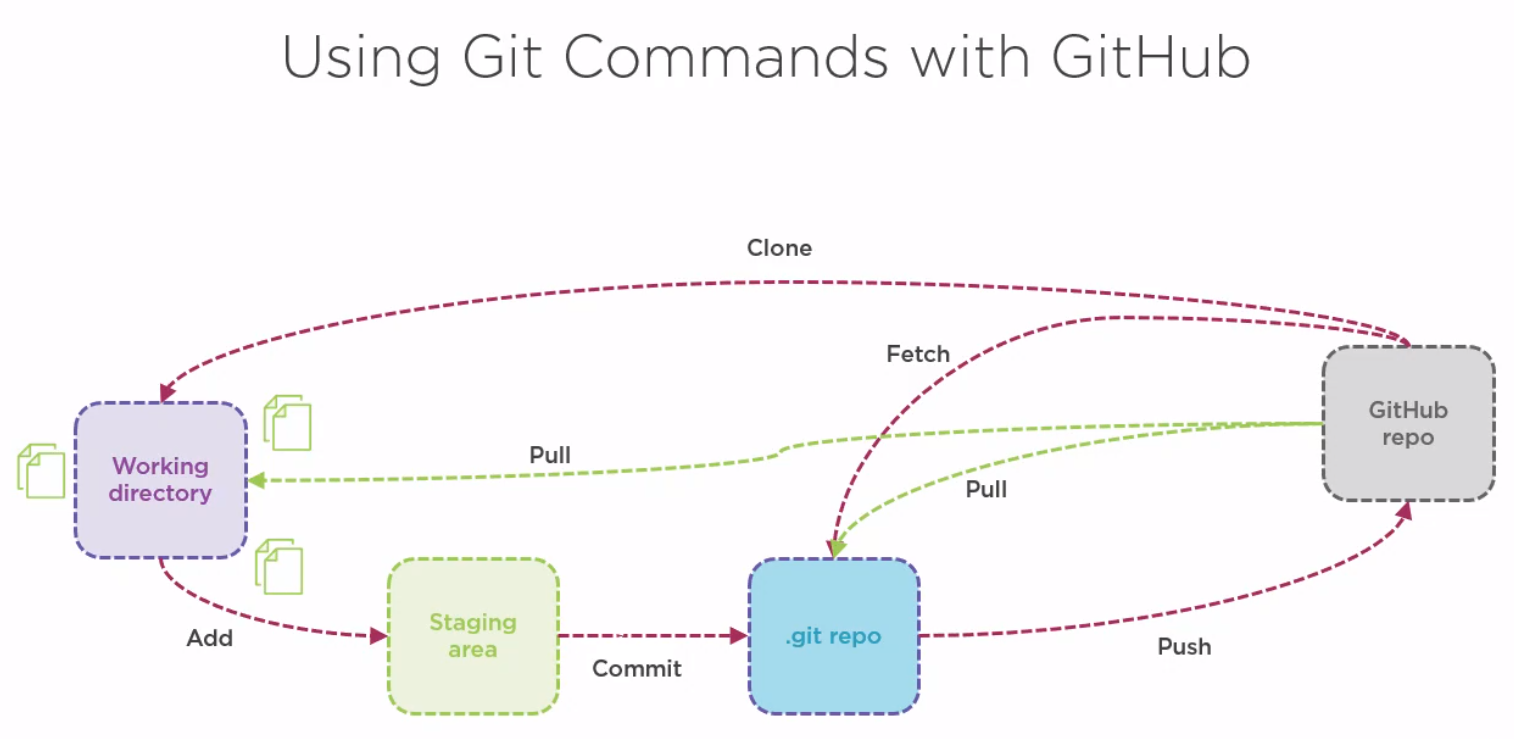 Using Git Commands with GitHub
Clone
Fetch
GitHub
repo
Pull
Working
directory
Pull
Add
Staging
area
Commit
.git repo
Push